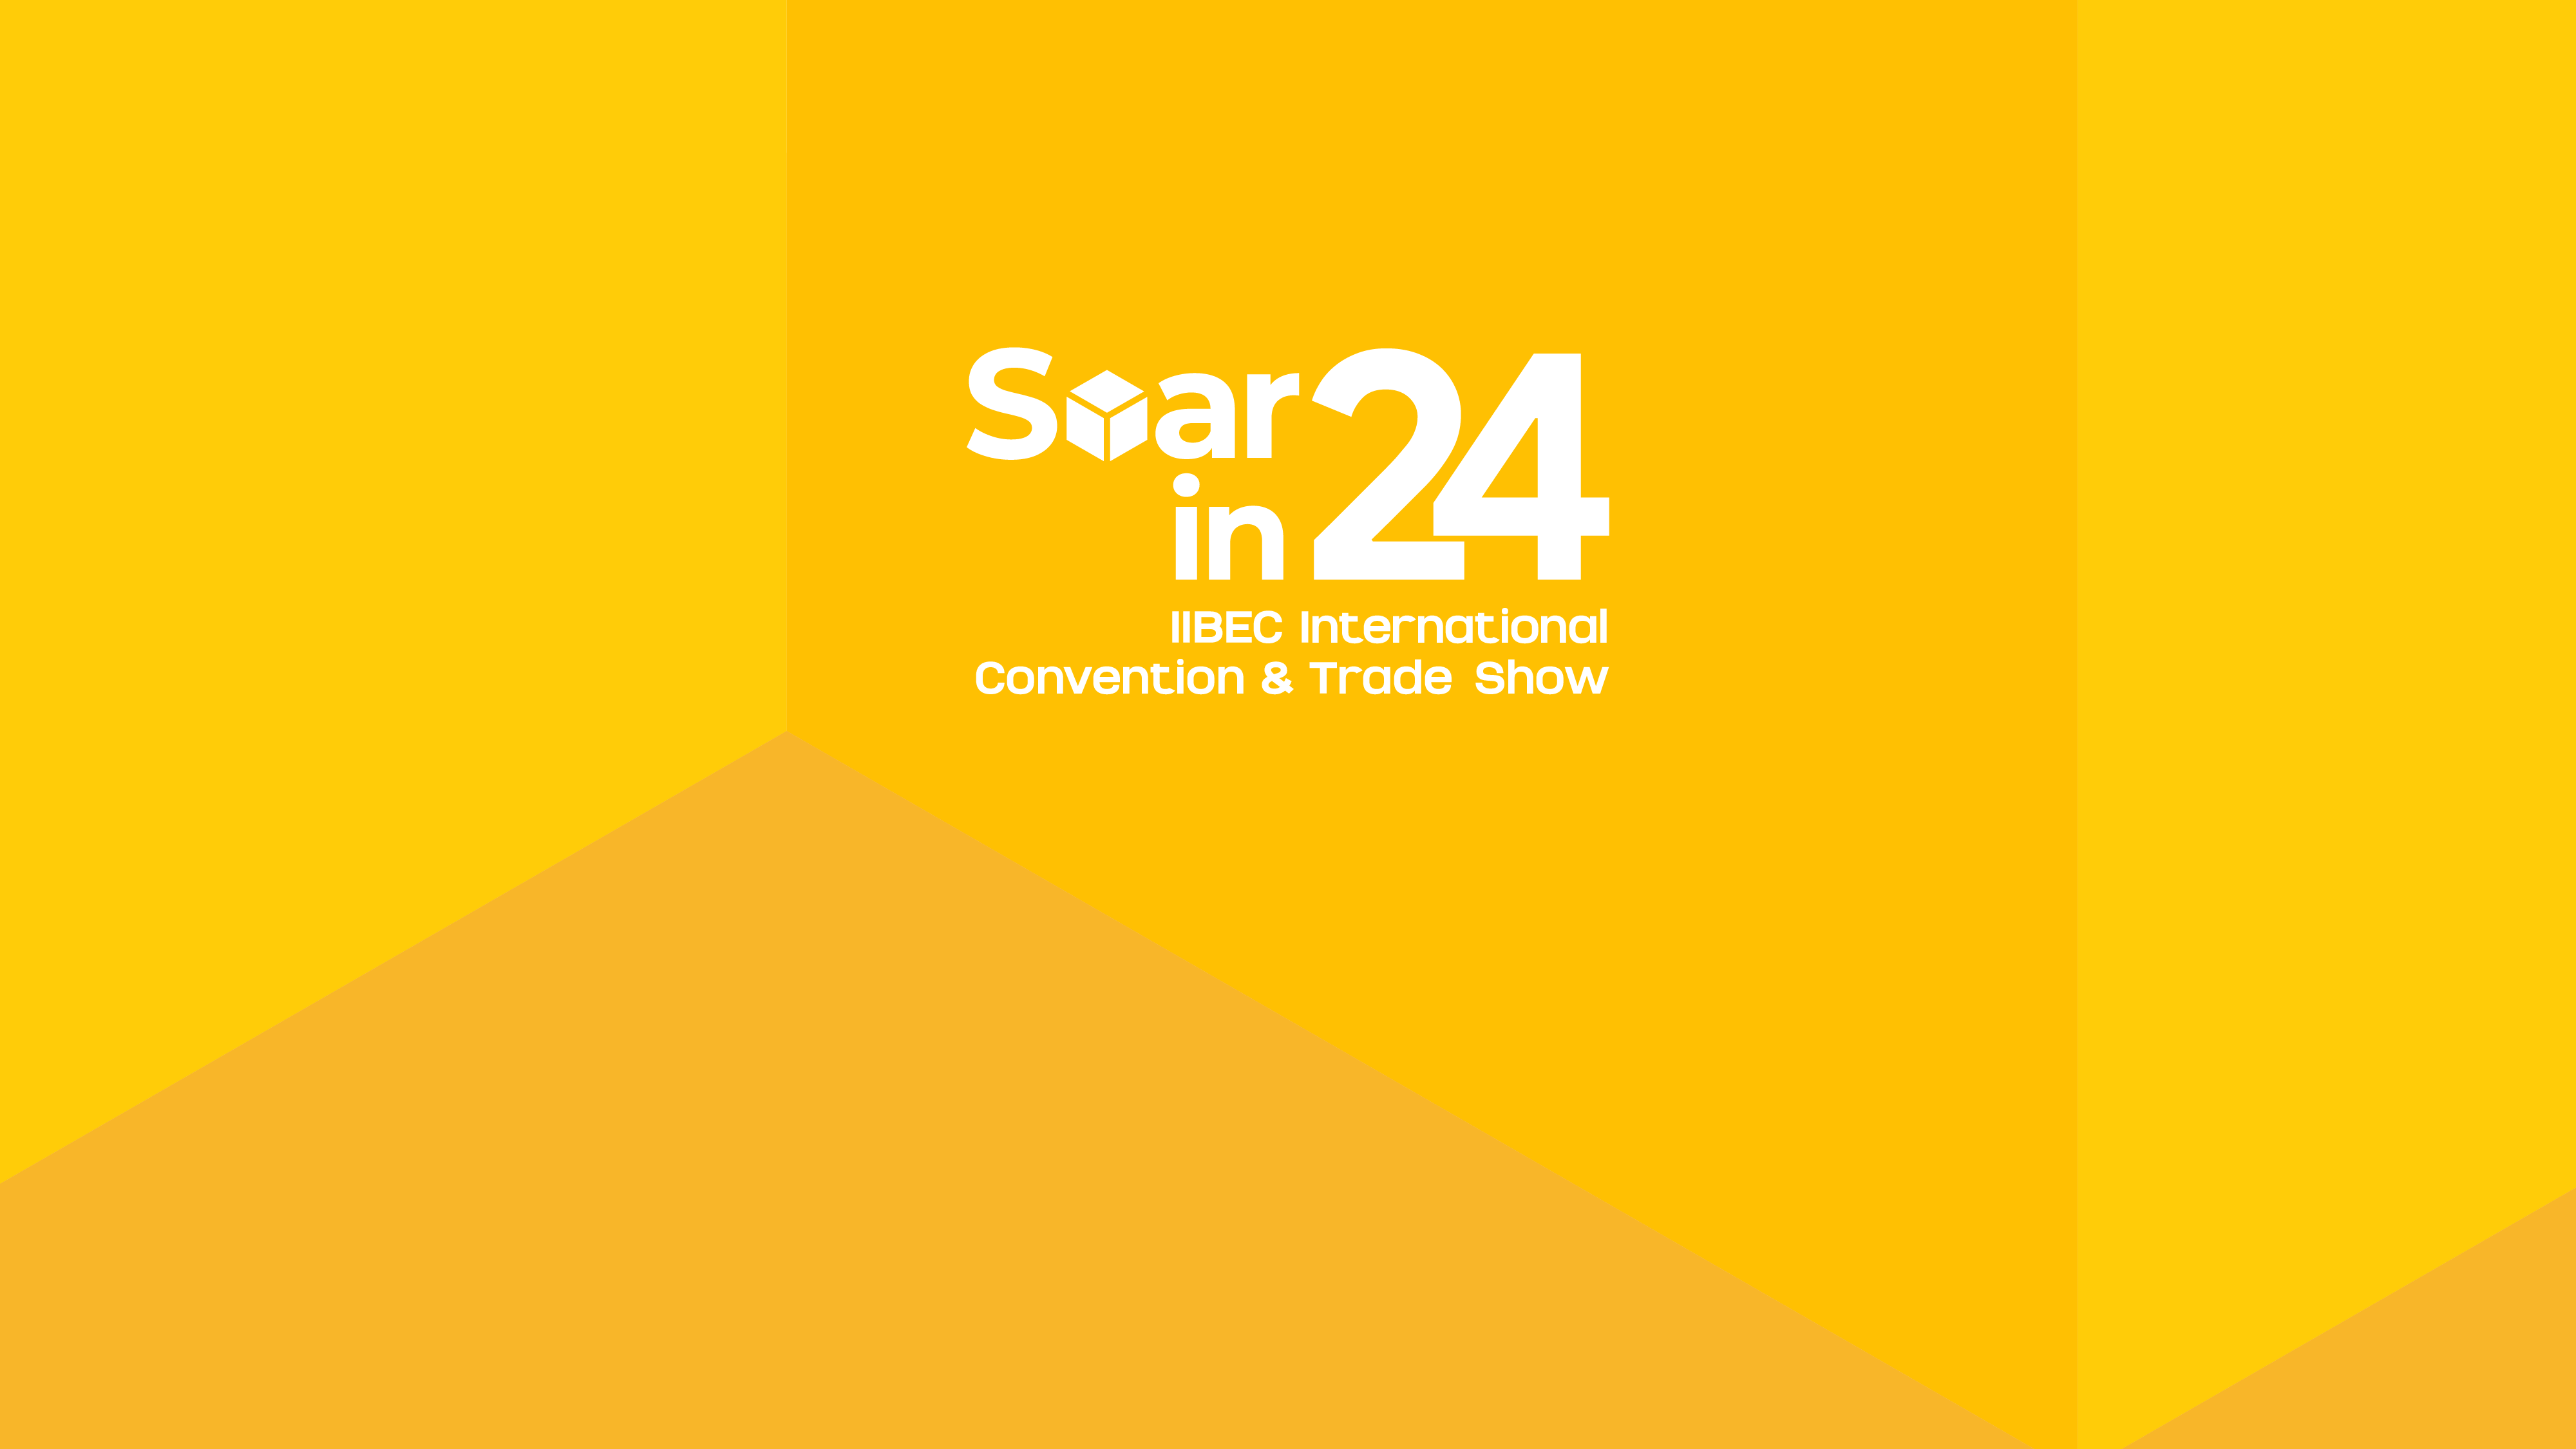 Soar
in 24
IIBEC International
Convention & Trade Show